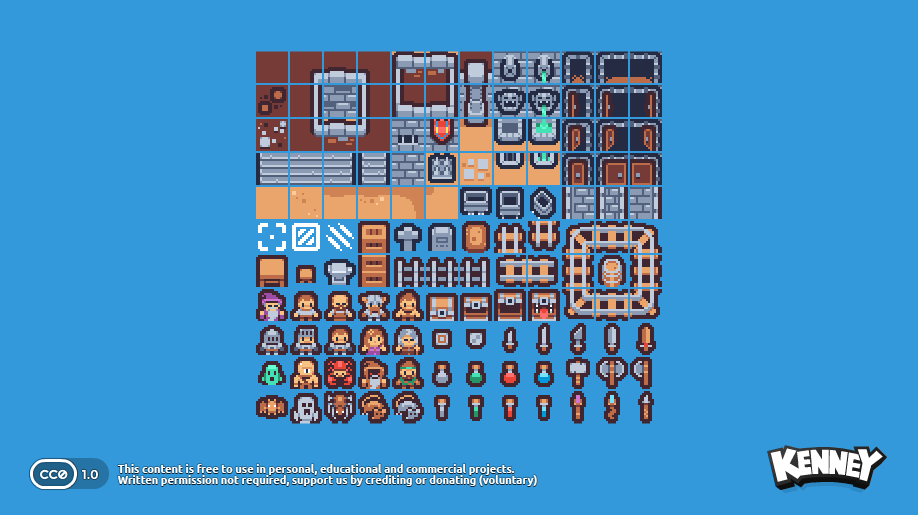 CC0 1.0
This content is free to use in personal, educational and commercial projects.
Written permission not required, support us by crediting or donating (voluntary)
KENNEY